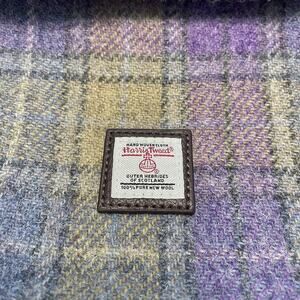 HAND WOVEN CLOTH
Harris Tweed®
OUTER HEBRIDES
OF SCOTLAND
100% PURE NEW WOOL